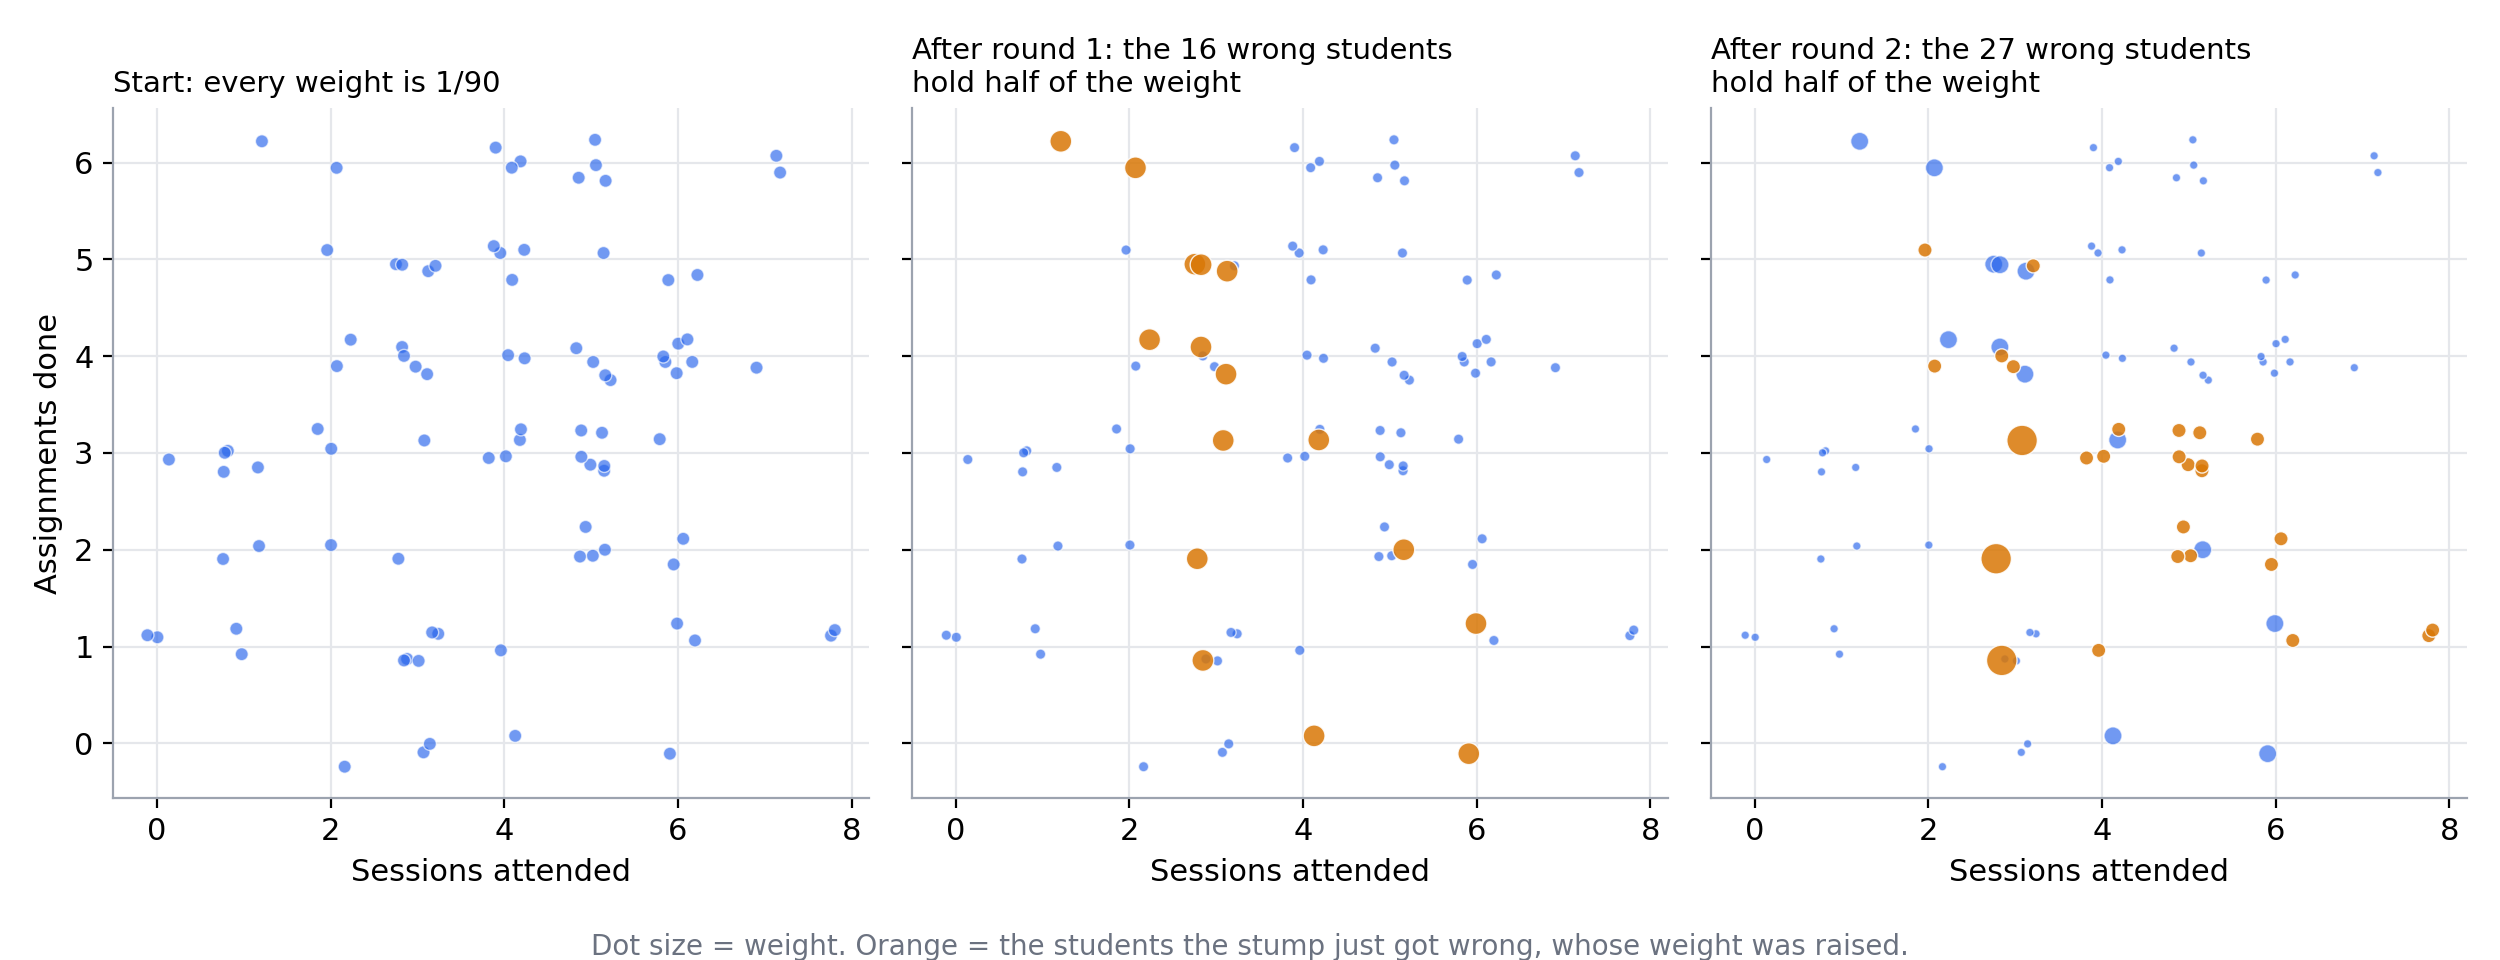 Start: every weight is 1/90
After round 1: the 16 wrong students
hold half of the weight
After round 2: the 27 wrong students
hold half of the weight
Assignments done
6
5
4
3
2
1
0
0 2 4 6 8
0 2 4 6 8
0 2 4 6 8
Sessions attended
Sessions attended
Sessions attended
Dot size = weight. Orange = the students the stump just got wrong, whose weight was raised.